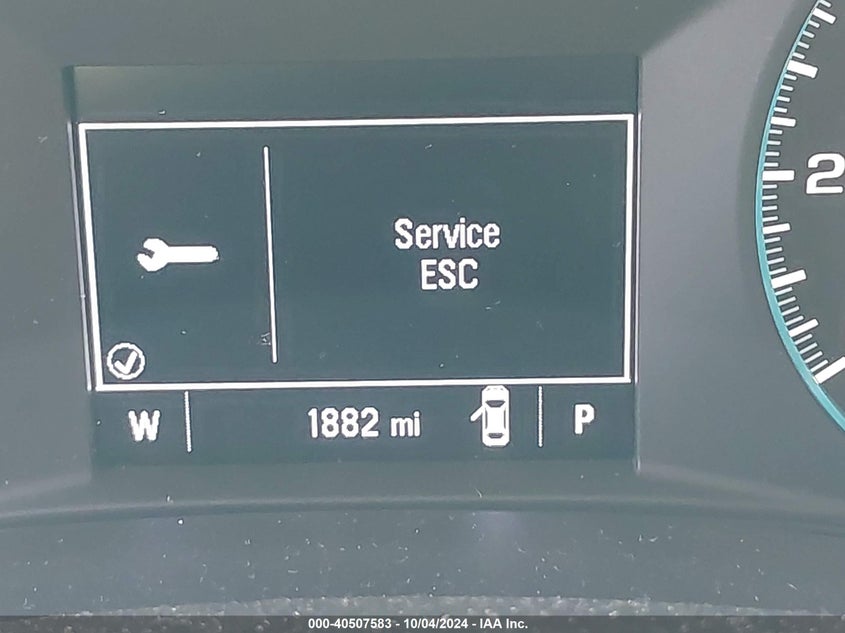 Service
ESC
W 1882 mi P
2
000-40507583 - 10/04/2024 - IAA Inc.